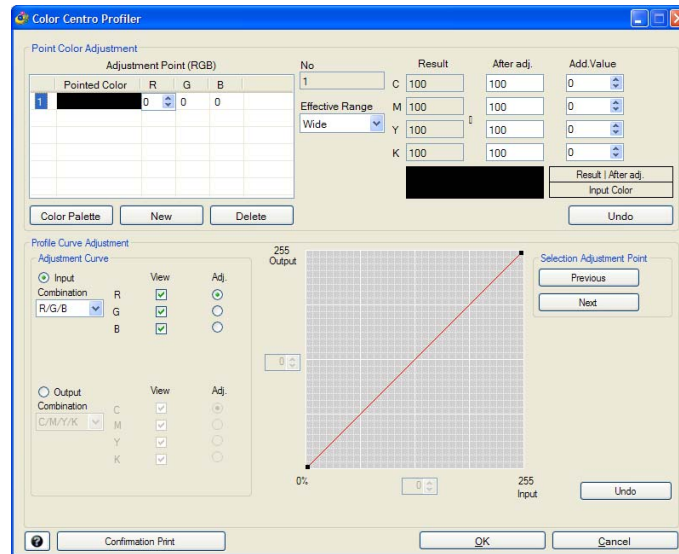 Color Centro Profiler
Point Color Adjustment
Adjustment Point (RGB)
Pointed Color R G B
1 0 0 0
Color Palette New Delete
No
1
Effective Range
Wide
Result After adj. Add.Value
C 100 100 0
M 100 100 0
Y 100 100 0
K 100 100 0
Result | After adj.
Input Color
Undo
Profile Curve Adjustment
Adjustment Curve
Input View Adj.
Combination R
R/G/B G
B
Output View Adj.
Combination C
C/M/Y/K M
Y
K
255
Output
0
0%
0
255
Input
Selection Adjustment Point
Previous
Next
Undo
? Confirmation Print OK Cancel